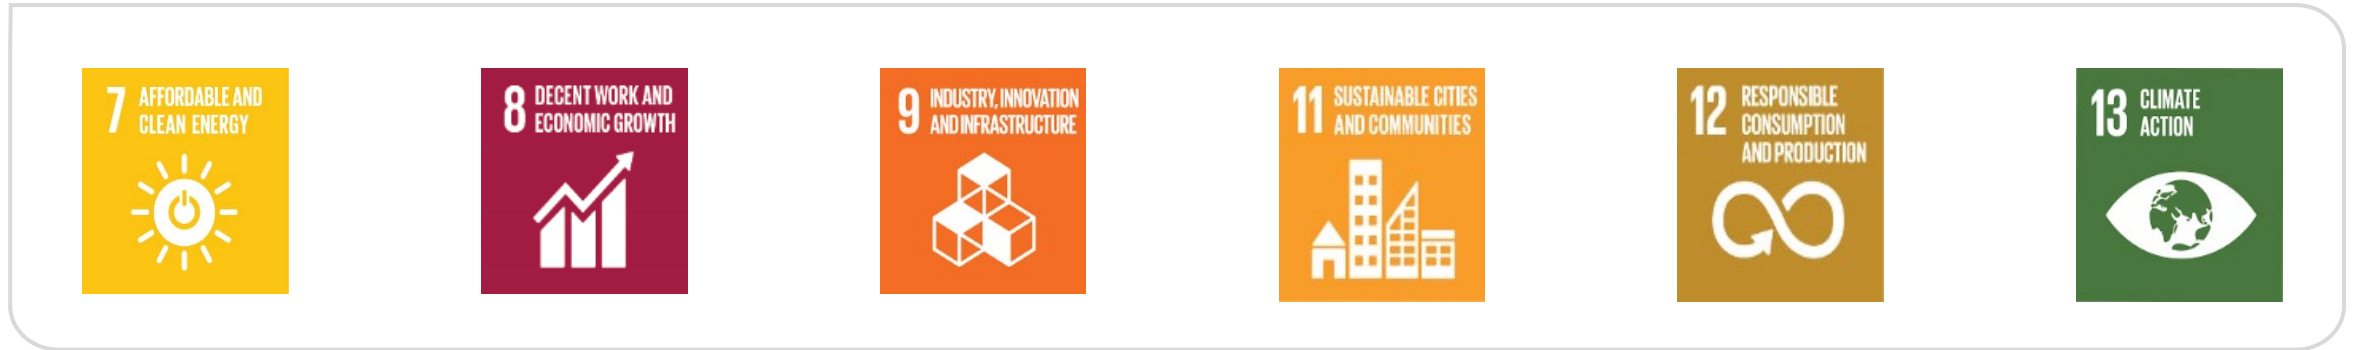 7 AFFORDABLE AND
CLEAN ENERGY
8 DECENT WORK AND
ECONOMIC GROWTH
9 INDUSTRY, INNOVATION
AND INFRASTRUCTURE
11 SUSTAINABLE CITIES
AND COMMUNITIES
12 RESPONSIBLE
CONSUMPTION
AND PRODUCTION
13 CLIMATE
ACTION